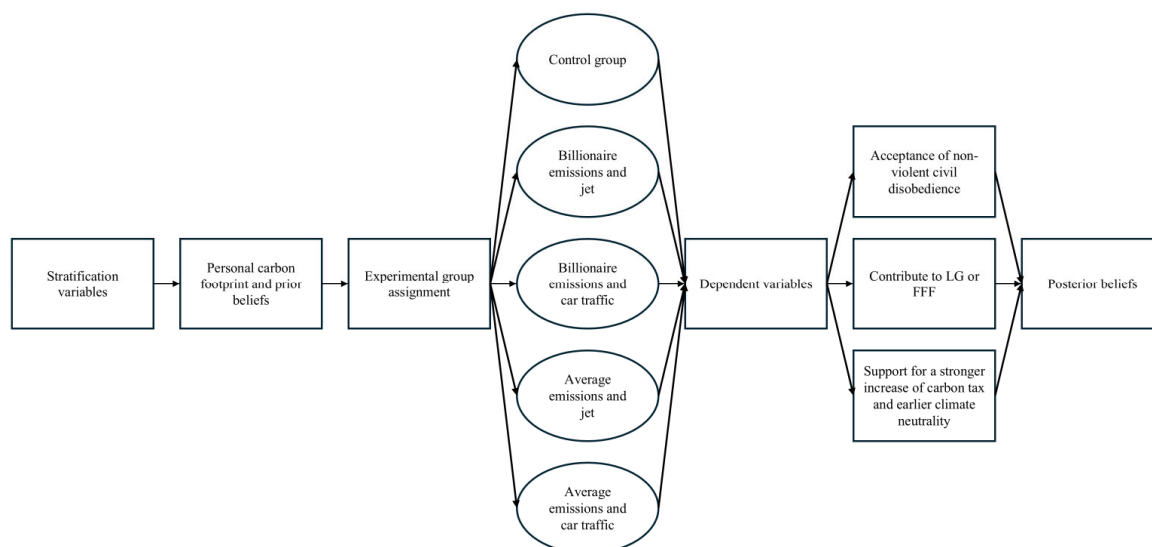 Stratification
variables
Personal carbon
footprint and prior
beliefs
Experimental group
assignment
Control group
Billionaire
emissions and
jet
Billionaire
emissions and
car traffic
Average
emissions and
jet
Average
emissions and
car traffic
Dependent variables
Acceptance of non-
violent civil
disobedience
Contribute to LG or
FFF
Support for a stronger
increase of carbon tax
and earlier climate
neutrality
Posterior beliefs